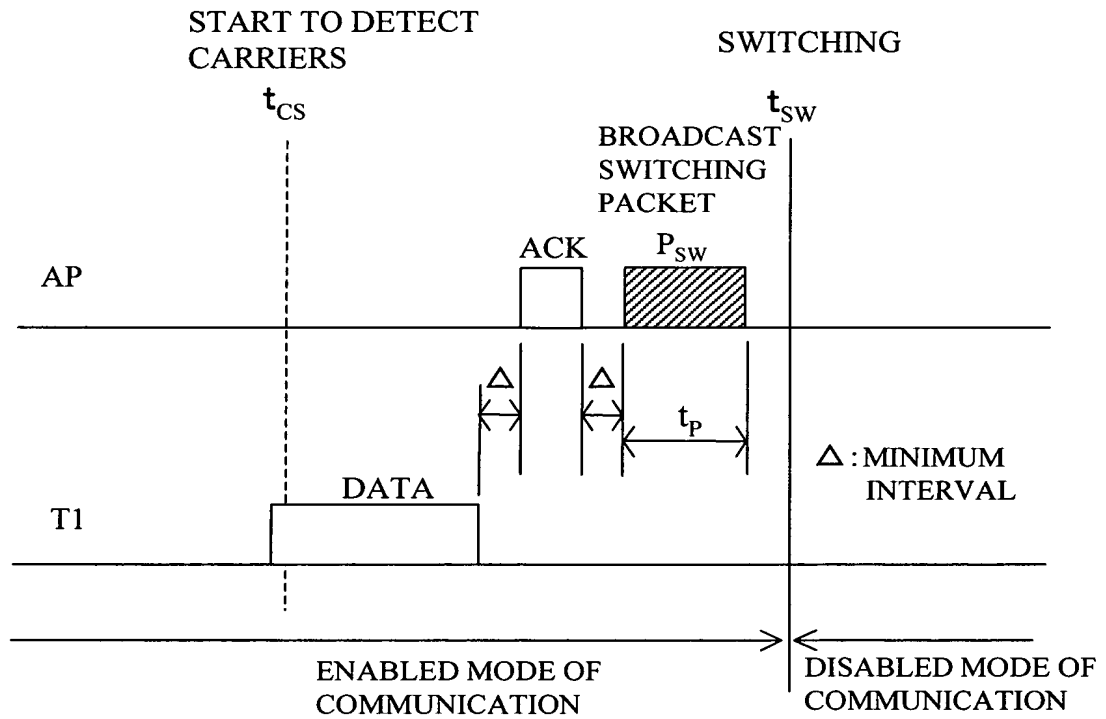 START TO DETECT
CARRIERS
t_CS
SWITCHING
t_SW
BROADCAST
SWITCHING
PACKET
P_SW
ACK
AP
Δ
Δ
t_P
Δ : MINIMUM
INTERVAL
DATA
T1
ENABLED MODE OF
COMMUNICATION
DISABLED MODE OF
COMMUNICATION